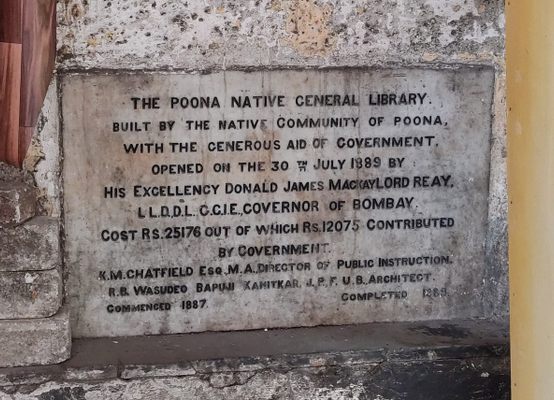 THE POONA NATIVE GENERAL LIBRARY.
BUILT BY THE NATIVE COMMUNITY OF POONA,
WITH THE GENEROUS AID OF GOVERNMENT.
OPENED ON THE 30TH JULY 1889 BY
HIS EXCELLENCY DONALD JAMES MACKAY LORD REAY,
L L.D.D.L., G.C.I.E., GOVERNOR OF BOMBAY.
COST RS. 25176 OUT OF WHICH RS. 12075 CONTRIBUTED
BY GOVERNMENT.
K.M. CHATFIELD ESQ. M.A. DIRECTOR OF PUBLIC INSTRUCTION.
R.B. WASUDEO BAPUJI KANITKAR, J.P. F.U.B. ARCHITECT.
COMMENCED 1887. COMPLETED 1889.